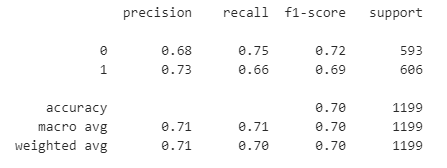 precision recall f1-score support
0 0.68 0.75 0.72 593
1 0.73 0.66 0.69 606
accuracy 0.70 1199
macro avg 0.71 0.71 0.70 1199
weighted avg 0.71 0.70 0.70 1199